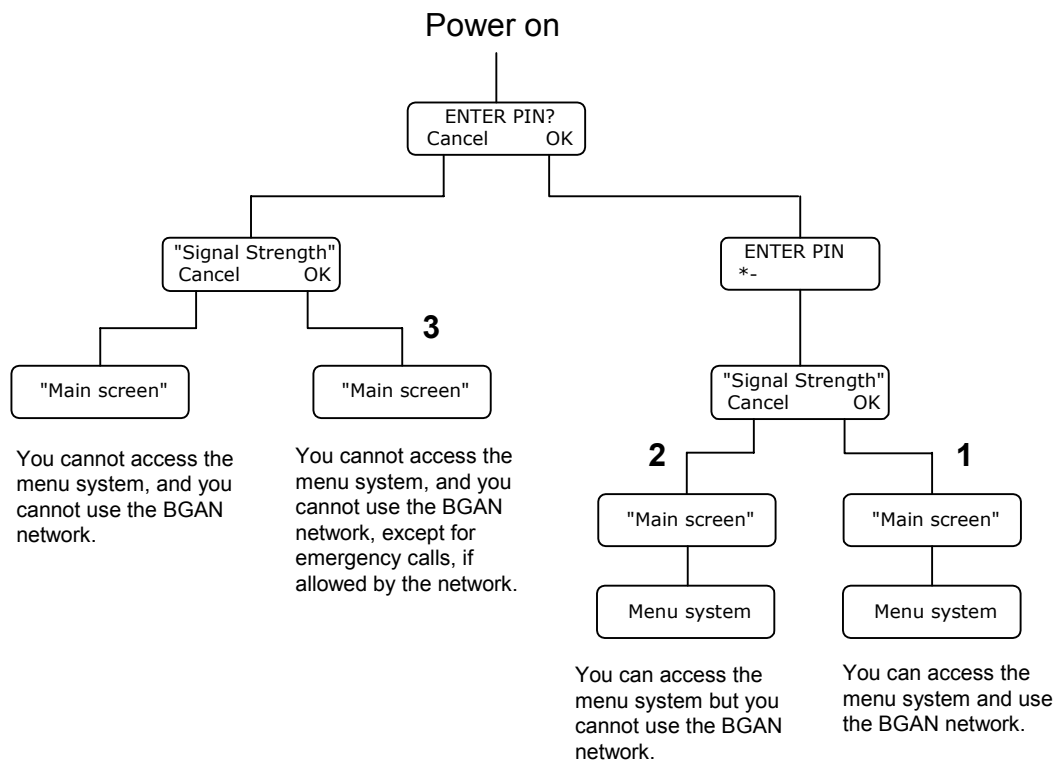 Power on
ENTER PIN?
Cancel OK
"Signal Strength"
Cancel OK
ENTER PIN
*-
3
"Main screen"
"Main screen"
"Signal Strength"
Cancel OK
You cannot access the
menu system, and you
cannot use the BGAN
network.
You cannot access the
menu system, and you
cannot use the BGAN
network, except for
emergency calls, if
allowed by the network.
2
1
"Main screen"
"Main screen"
Menu system
Menu system
You can access the
menu system but you
cannot use the BGAN
network.
You can access the
menu system and use
the BGAN network.